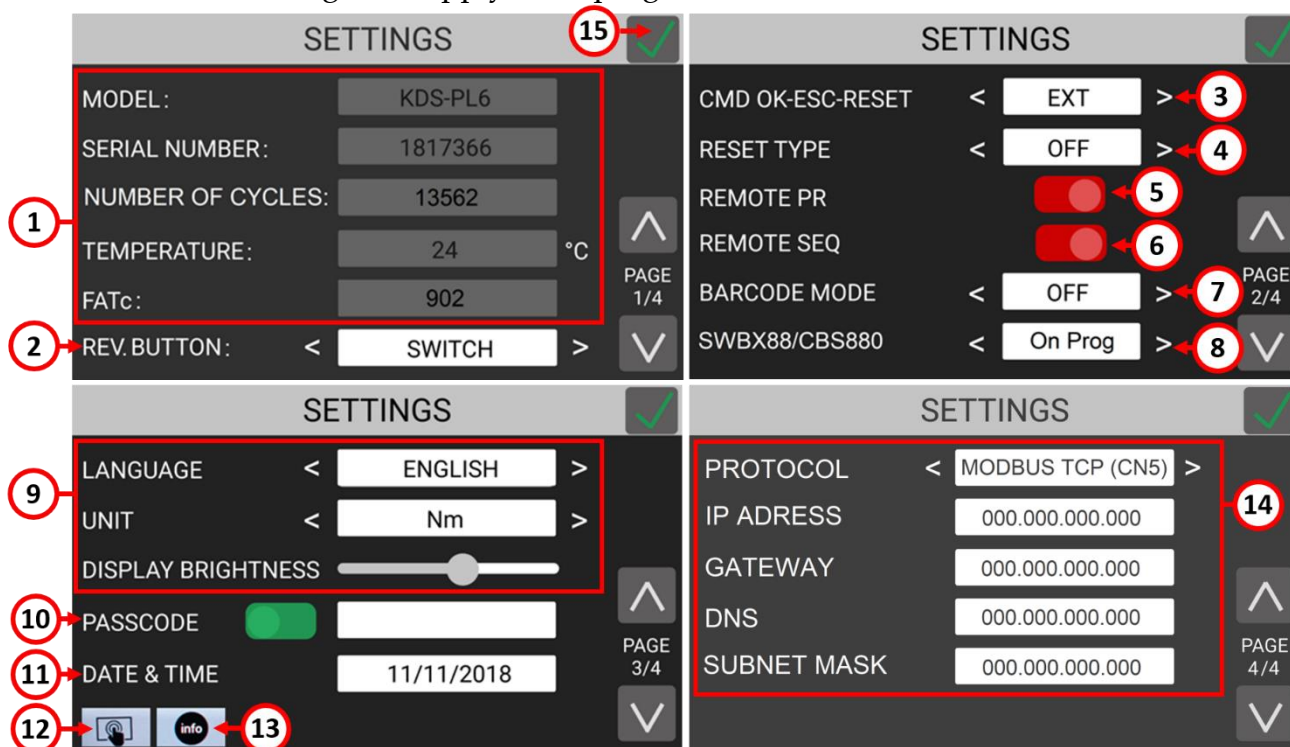 15
SETTINGS
1
MODEL: KDS-PL6
SERIAL NUMBER: 1817366
NUMBER OF CYCLES: 13562
TEMPERATURE: 24 °C
FATc: 902
2 REV. BUTTON: < SWITCH >
PAGE
1/4
SETTINGS
CMD OK-ESC-RESET < EXT > 3
RESET TYPE < OFF > 4
REMOTE PR 5
REMOTE SEQ 6
BARCODE MODE < OFF > 7
SWBX88/CBS880 < On Prog > 8
PAGE
2/4
SETTINGS
9
LANGUAGE < ENGLISH >
UNIT < Nm >
DISPLAY BRIGHTNESS
10 PASSCODE
11 DATE & TIME 11/11/2018
12 info 13
PAGE
3/4
SETTINGS
PROTOCOL < MODBUS TCP (CN5) >
14
IP ADRESS 000.000.000.000
GATEWAY 000.000.000.000
DNS 000.000.000.000
SUBNET MASK 000.000.000.000
PAGE
4/4